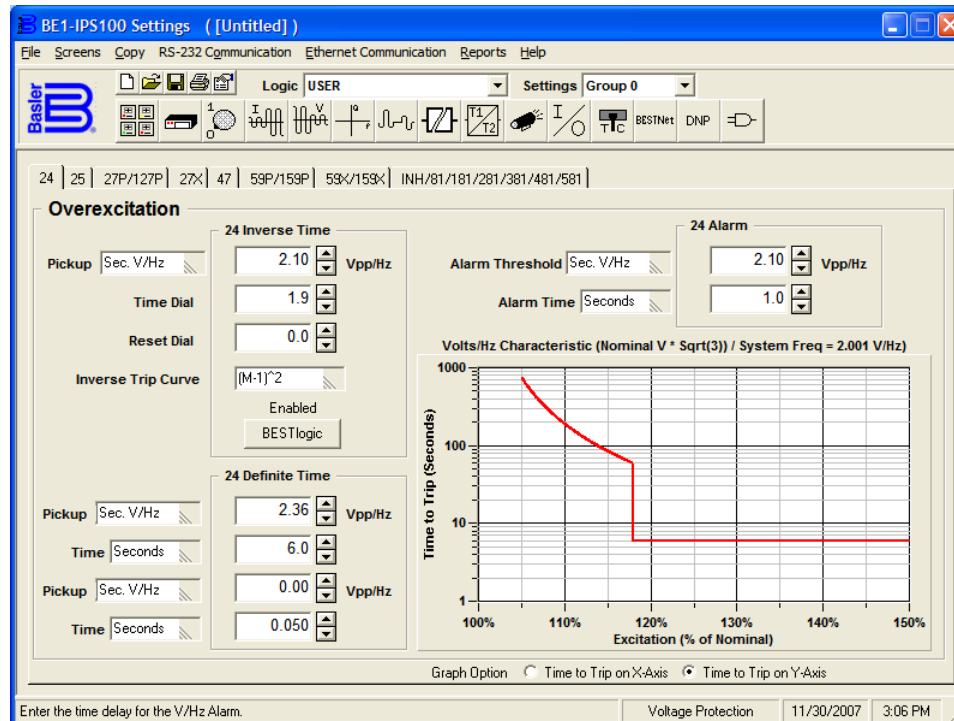 BE1-IPS100 Settings ( [Untitled] )
File Screens Copy RS-232 Communication Ethernet Communication Reports Help
Basler
Logic USER Settings Group 0
BESTNet DNP
24 25 27P/127P 27X 47 59P/159P 59X/159X INH/81/181/281/381/481/581
Overexcitation
24 Inverse Time
Pickup Sec. V/Hz 2.10 Vpp/Hz
Time Dial 1.9
Reset Dial 0.0
Inverse Trip Curve (M-1)^2
Enabled
BESTlogic
24 Definite Time
Pickup Sec. V/Hz 2.36 Vpp/Hz
Time Seconds 6.0
Pickup Sec. V/Hz 0.00 Vpp/Hz
Time Seconds 0.050
24 Alarm
Alarm Threshold Sec. V/Hz 2.10 Vpp/Hz
Alarm Time Seconds 1.0
Volts/Hz Characteristic (Nominal V * Sqrt(3)) / System Freq = 2.001 V/Hz)
Time to Trip (Seconds)
1000
100
10
1
100% 110% 120% 130% 140% 150%
Excitation (% of Nominal)
Graph Option Time to Trip on X-Axis Time to Trip on Y-Axis
Enter the time delay for the V/Hz Alarm. Voltage Protection 11/30/2007 3:06 PM